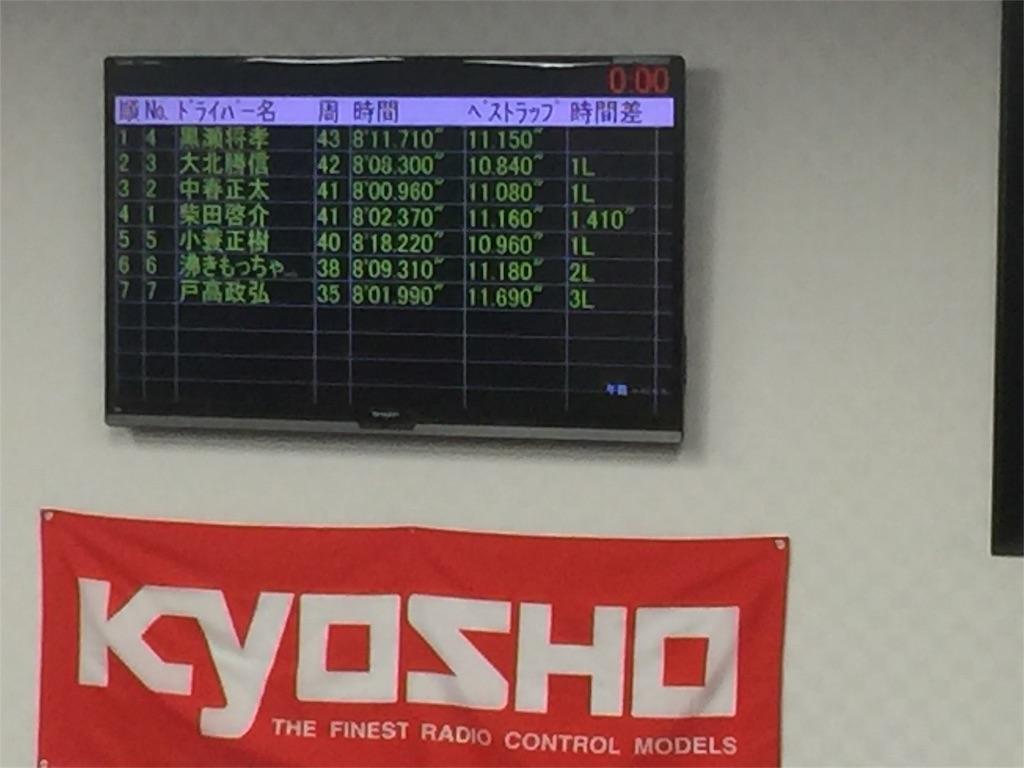 0:00
順 No. ドライバー名 周 時間 ベストラップ 時間差
1 4 黒瀬将孝 43 8'11.710" 11.150"
2 3 大北勝信 42 8'08.300" 10.840" 1L
3 2 中春正太 41 8'00.960" 11.080" 1L
4 1 柴田啓介 41 8'02.370" 11.160" 1.410"
5 5 小蓑正樹 40 8'18.220" 10.960" 1L
6 6 沸きもっちゃ 38 8'09.310" 11.180" 2L
7 7 戸高政弘 35 8'01.990" 11.690" 3L
午前
SHARP
KYOSHO
THE FINEST RADIO CONTROL MODELS